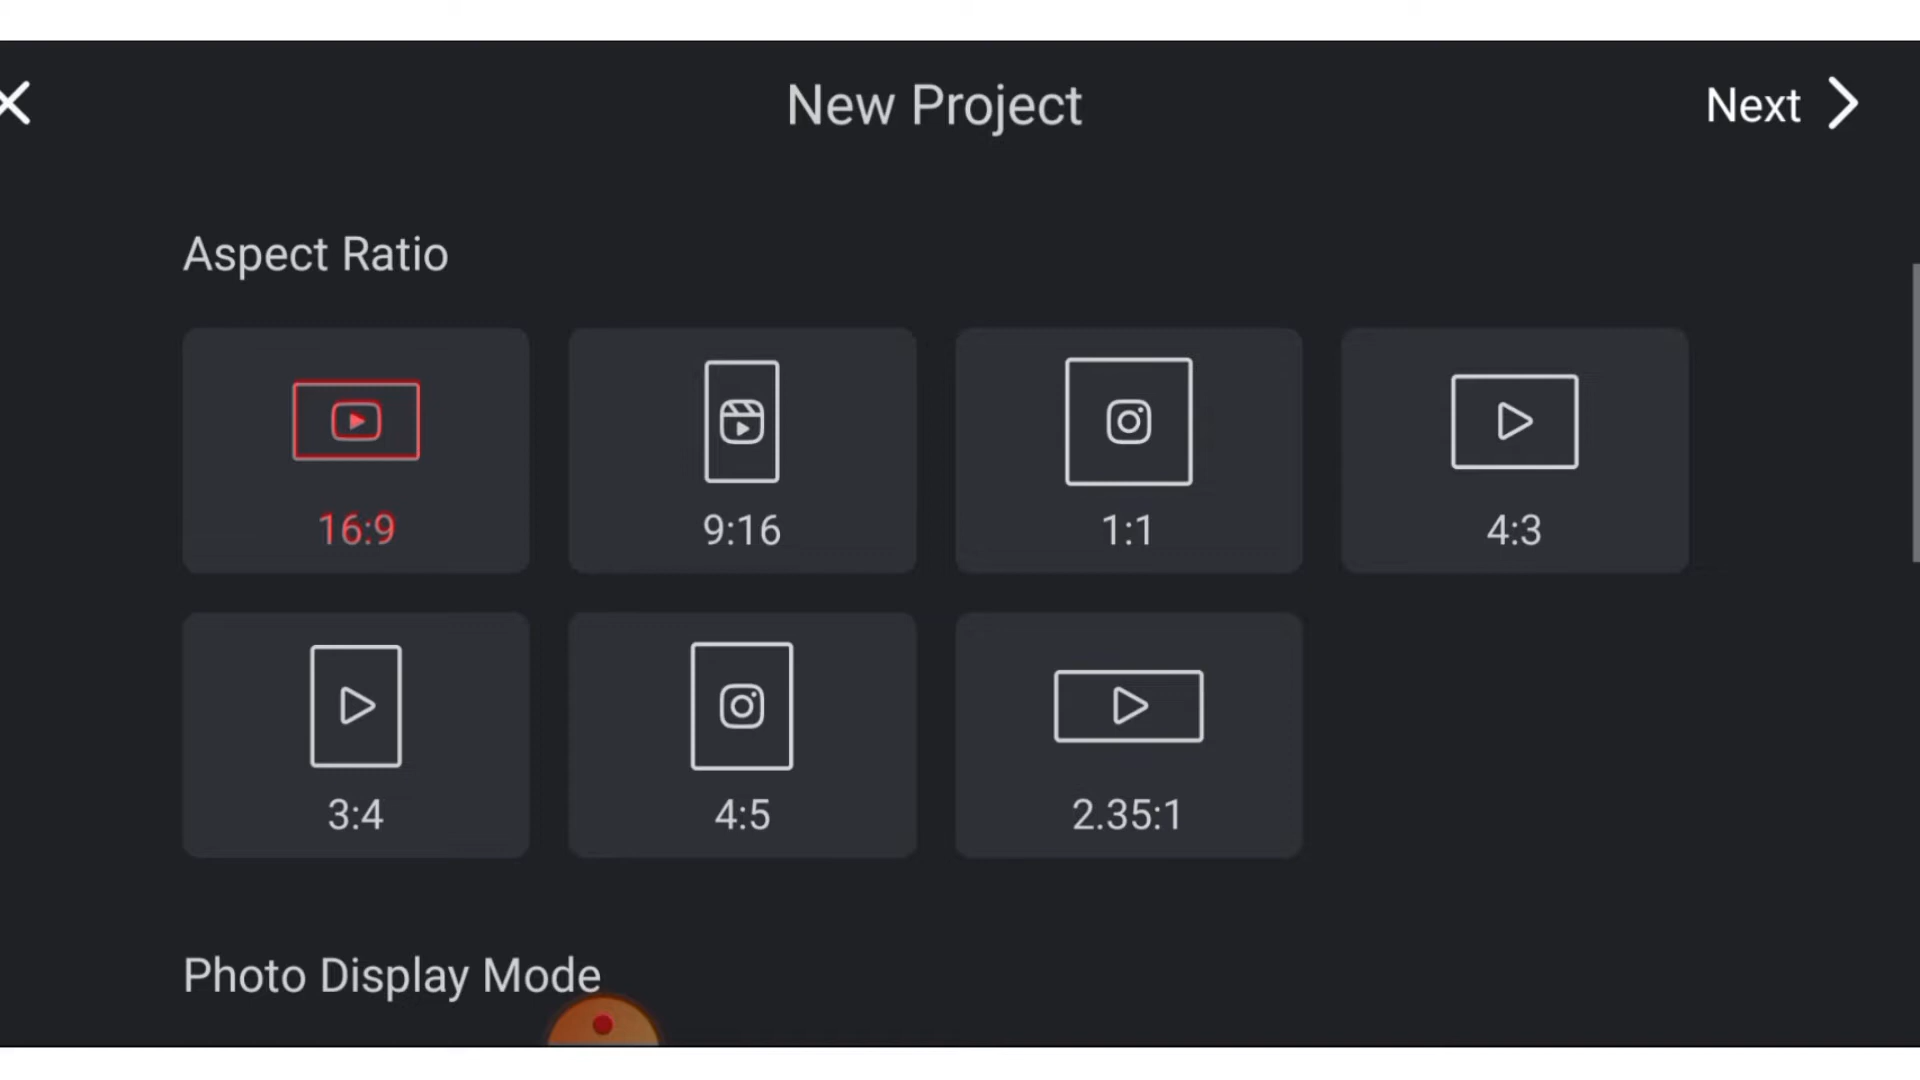 New Project
Next
Aspect Ratio
16:9
9:16
1:1
4:3
3:4
4:5
2.35:1
Photo Display Mode